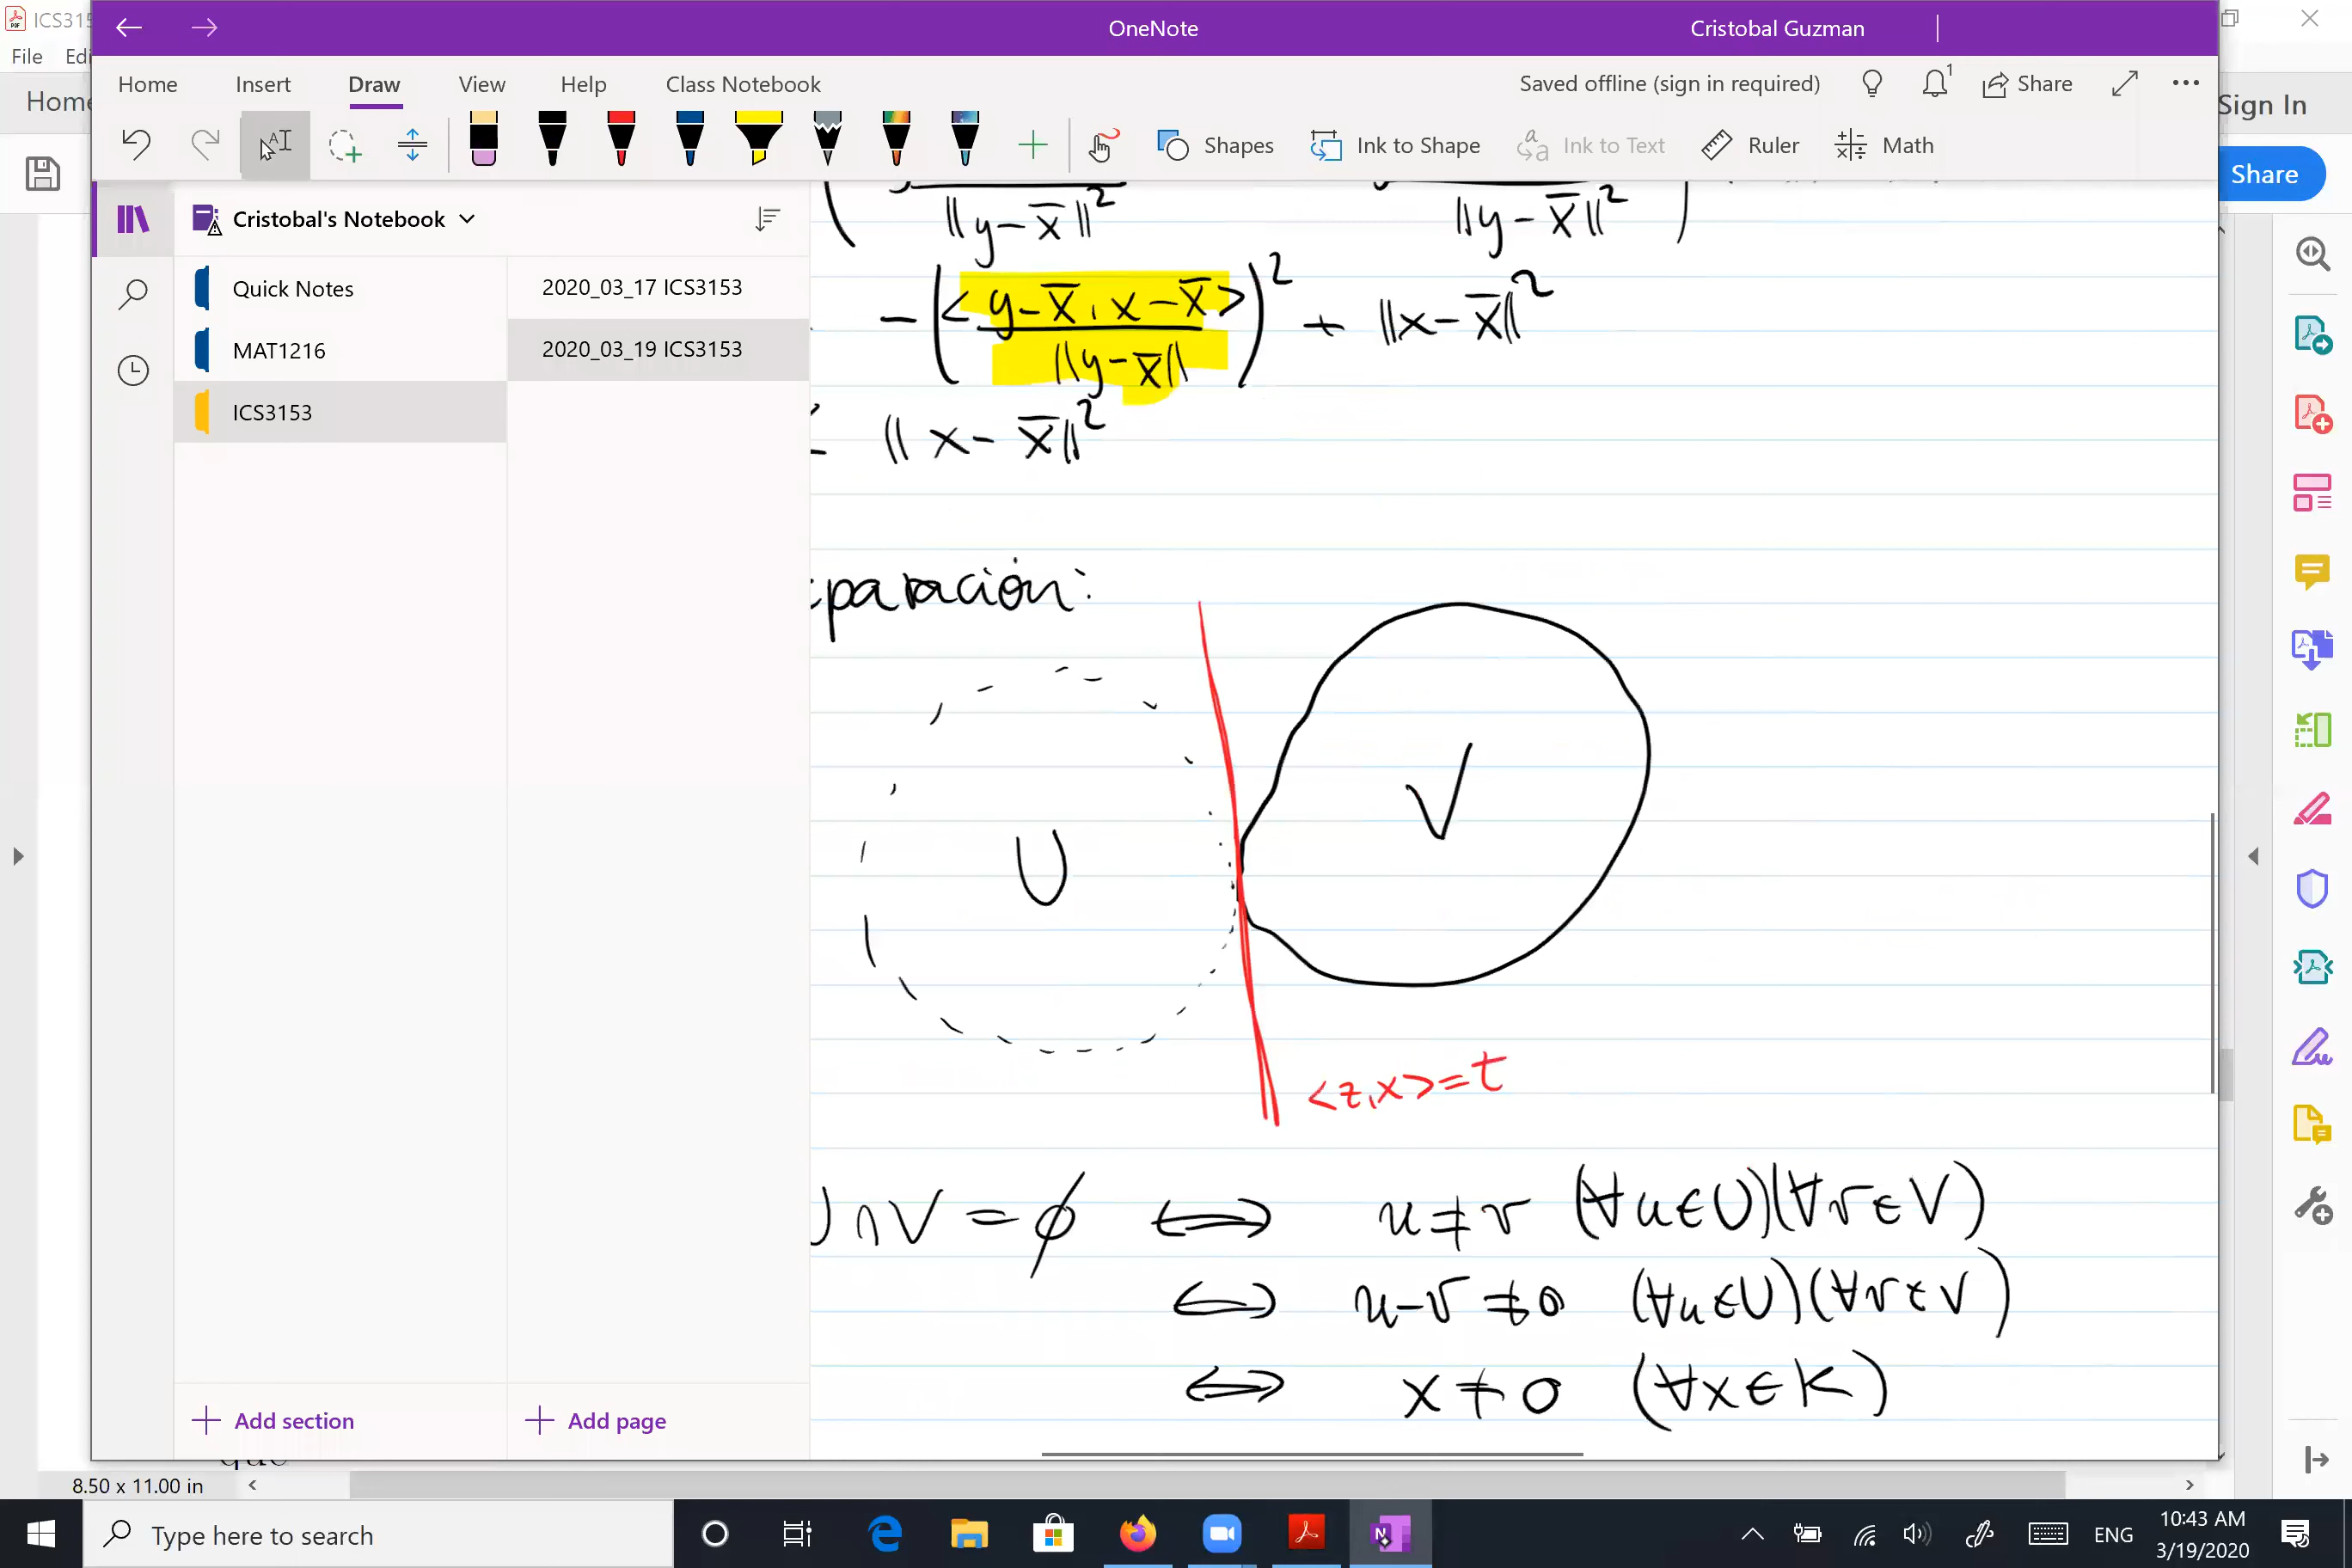 ICS315
OneNote
Cristobal Guzman
File
Edi
Home
Insert
Draw
View
Help
Class Notebook
Saved offline (sign in required)
1
Share
Home
Sign In
Shapes
Ink to Shape
Ink to Text
Ruler
Math
Share
Cristobal's Notebook
Quick Notes
2020_03_17 ICS3153
MAT1216
2020_03_19 ICS3153
ICS3153
‖y-x̄‖² ‖y-x̄‖²
-(<y-x̄, x-x̄>/‖y-x̄‖)² + ‖x-x̄‖²
‖x-x̄‖²
paración:
U
V
<z,x>=t
∩V = ∅ ⟺ u≠v (∀u∈U)(∀v∈V)
⟺ u-v ≠0 (∀u∈U)(∀v∈V)
⟺ x≠0 (∀x∈K)
Add section
Add page
8.50 x 11.00 in
Type here to search
ENG
10:43 AM
3/19/2020